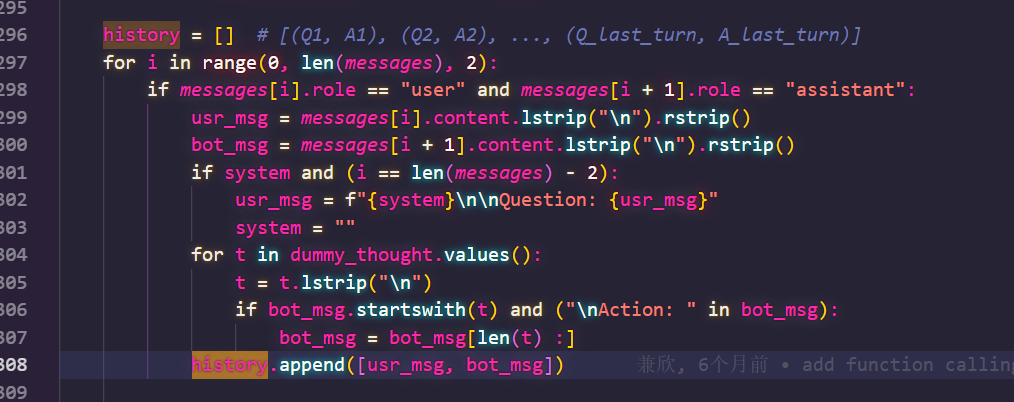 295
296 history = []  # [(Q1, A1), (Q2, A2), ..., (Q_last_turn, A_last_turn)]
297 for i in range(0, len(messages), 2):
298     if messages[i].role == "user" and messages[i + 1].role == "assistant":
299         usr_msg = messages[i].content.lstrip("\n").rstrip()
300         bot_msg = messages[i + 1].content.lstrip("\n").rstrip()
301         if system and (i == len(messages) - 2):
302             usr_msg = f"{system}\n\nQuestion: {usr_msg}"
303             system = ""
304         for t in dummy_thought.values():
305             t = t.lstrip("\n")
306             if bot_msg.startswith(t) and ("\nAction: " in bot_msg):
307                 bot_msg = bot_msg[len(t) :]
308         history.append([usr_msg, bot_msg])    兼欣, 6个月前 • add function calling
309